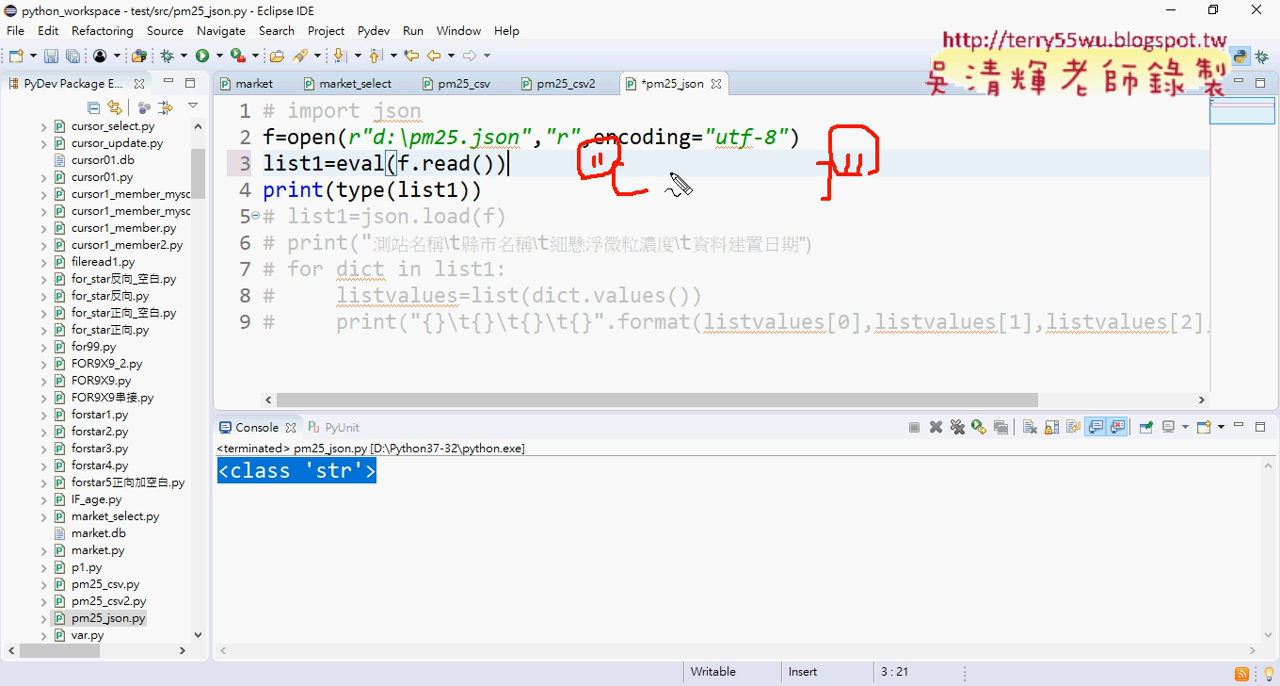 python_workspace - test/src/pm25_json.py - Eclipse IDE
File Edit Refactoring Source Navigate Search Project Pydev Run Window Help
http://terry55wu.blogspot.tw
吳清輝老師錄製
PyDev Package E...
market market_select pm25_csv pm25_csv2 *pm25_json
cursor_select.py
cursor_update.py
cursor01.db
cursor01.py
cursor1_member_mysc
cursor1_member_mysc
cursor1_member.py
cursor1_member2.py
fileread1.py
for_star反向_空白.py
for_star反向.py
for_star正向_空白.py
for_star正向.py
for99.py
FOR9X9_2.py
FOR9X9.py
FOR9X9串接.py
forstar1.py
forstar2.py
forstar3.py
forstar4.py
forstar5正向加空白.py
IF_age.py
market_select.py
market.db
market.py
p1.py
pm25_csv.py
pm25_csv2.py
pm25_json.py
var.py
1 # import json
2 f=open(r"d:\pm25.json","r",encoding="utf-8")
3 list1=eval(f.read())
4 print(type(list1))
5 # list1=json.load(f)
6 # print("測站名稱\t縣市名稱\t細懸浮微粒濃度\t資料建置日期")
7 # for dict in list1:
8 #     listvalues=list(dict.values())
9 #     print("{}\t{}\t{}\t{}".format(listvalues[0],listvalues[1],listvalues[2],
Console PyUnit
<terminated> pm25_json.py [D:\Python37-32\python.exe]
<class 'str'>
Writable Insert 3 : 21